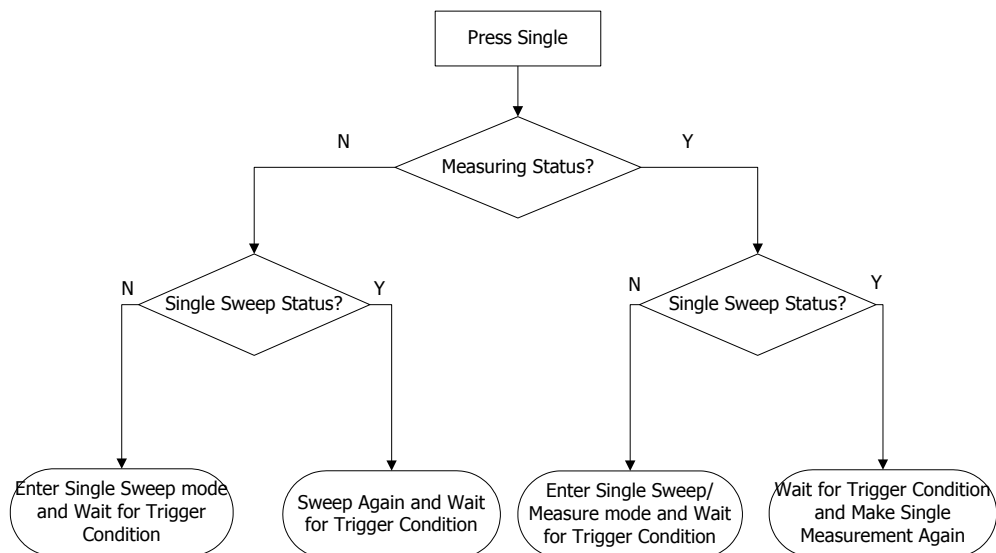 Press Single
N
Y
Measuring Status?
N
Y
N
Y
Single Sweep Status?
Single Sweep Status?
Enter Single Sweep mode
and Wait for Trigger
Condition
Sweep Again and Wait
for Trigger Condition
Enter Single Sweep/
Measure mode and Wait
for Trigger Condition
Wait for Trigger Condition
and Make Single
Measurement Again